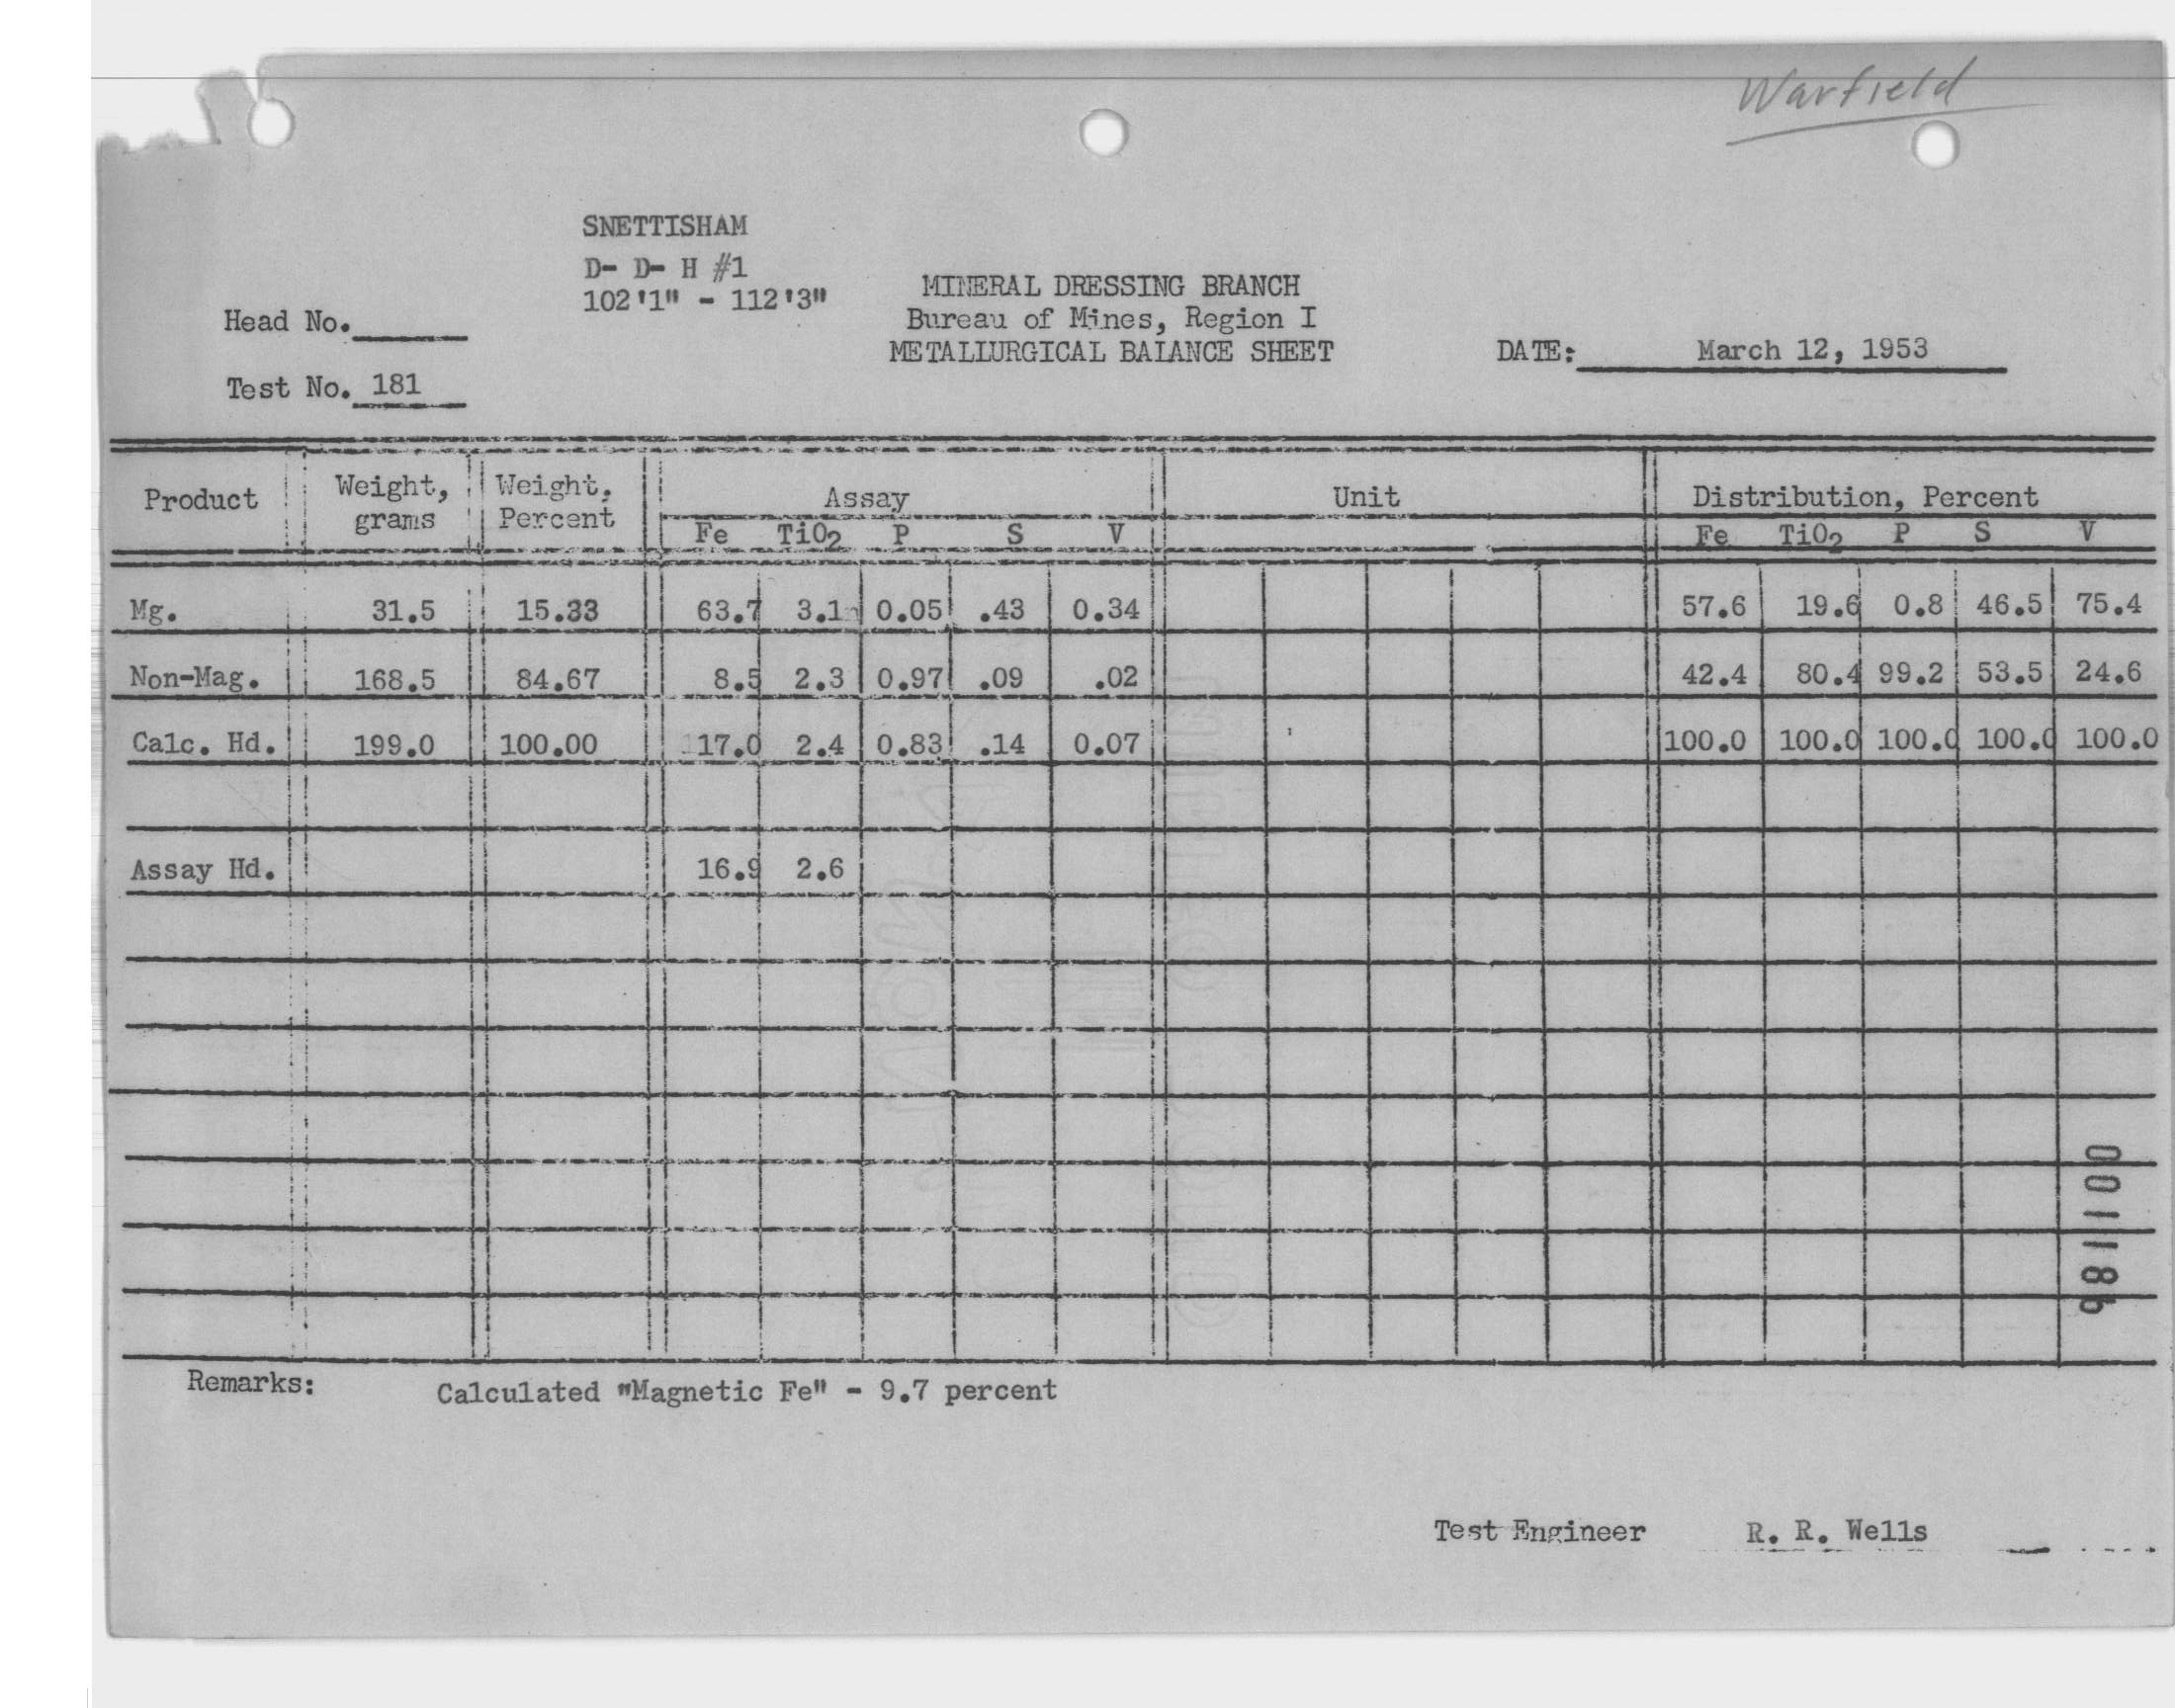 Warfield
SNETTISHAM
D- D- H #1
102'1" - 112'3"
MINERAL DRESSING BRANCH
Bureau of Mines, Region I
METALLURGICAL BALANCE SHEET
Head No.
Test No. 181
DATE: March 12, 1953
Product Weight, grams Weight, Percent Assay Unit Distribution, Percent
Fe TiO2 P S V Fe TiO2 P S V
Mg. 31.5 15.33 63.7 3.1 0.05 .43 0.34 57.6 19.6 0.8 46.5 75.4
Non-Mag. 168.5 84.67 8.5 2.3 0.97 .09 .02 42.4 80.4 99.2 53.5 24.6
Calc. Hd. 199.0 100.00 17.0 2.4 0.83 .14 0.07 100.0 100.0 100.0 100.0 100.0
Assay Hd. 16.9 2.6
Remarks: Calculated "Magnetic Fe" - 9.7 percent
Test Engineer R. R. Wells